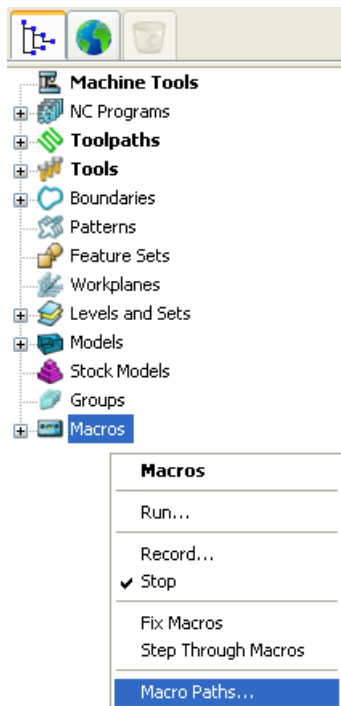 Machine Tools
NC Programs
Toolpaths
Tools
Boundaries
Patterns
Feature Sets
Workplanes
Levels and Sets
Models
Stock Models
Groups
Macros
Macros
Run...
Record...
Stop
Fix Macros
Step Through Macros
Macro Paths...